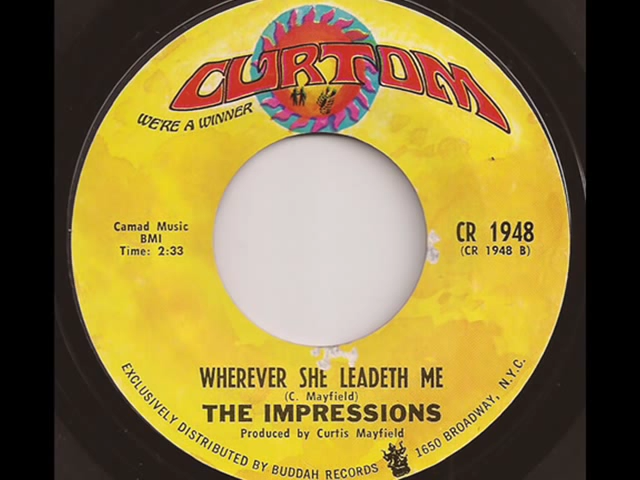 CURTOM
WE'RE A WINNER
Camad Music
BMI
Time: 2:33
CR 1948
(CR 1948 B)
WHEREVER SHE LEADETH ME
(C. Mayfield)
THE IMPRESSIONS
Produced by Curtis Mayfield
EXCLUSIVELY DISTRIBUTED BY BUDDAH RECORDS 1650 BROADWAY, N.Y.C.